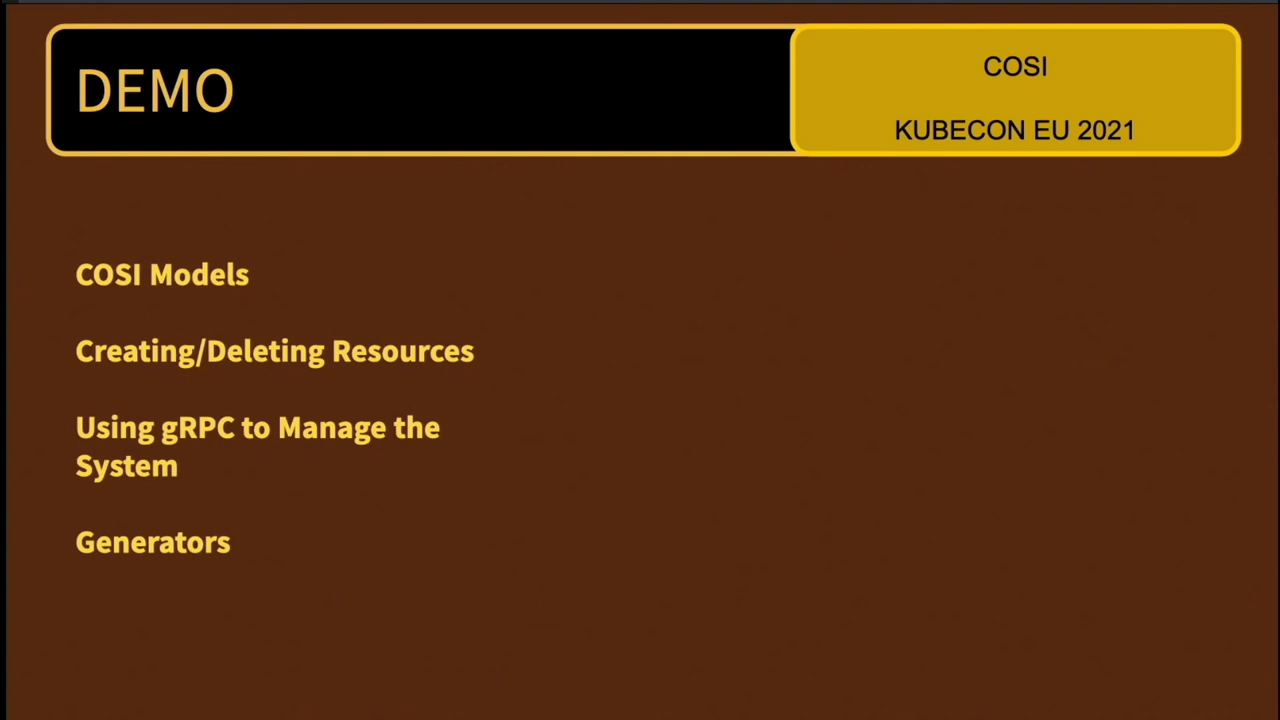 DEMO
COSI
KUBECON EU 2021
COSI Models
Creating/Deleting Resources
Using gRPC to Manage the
System
Generators